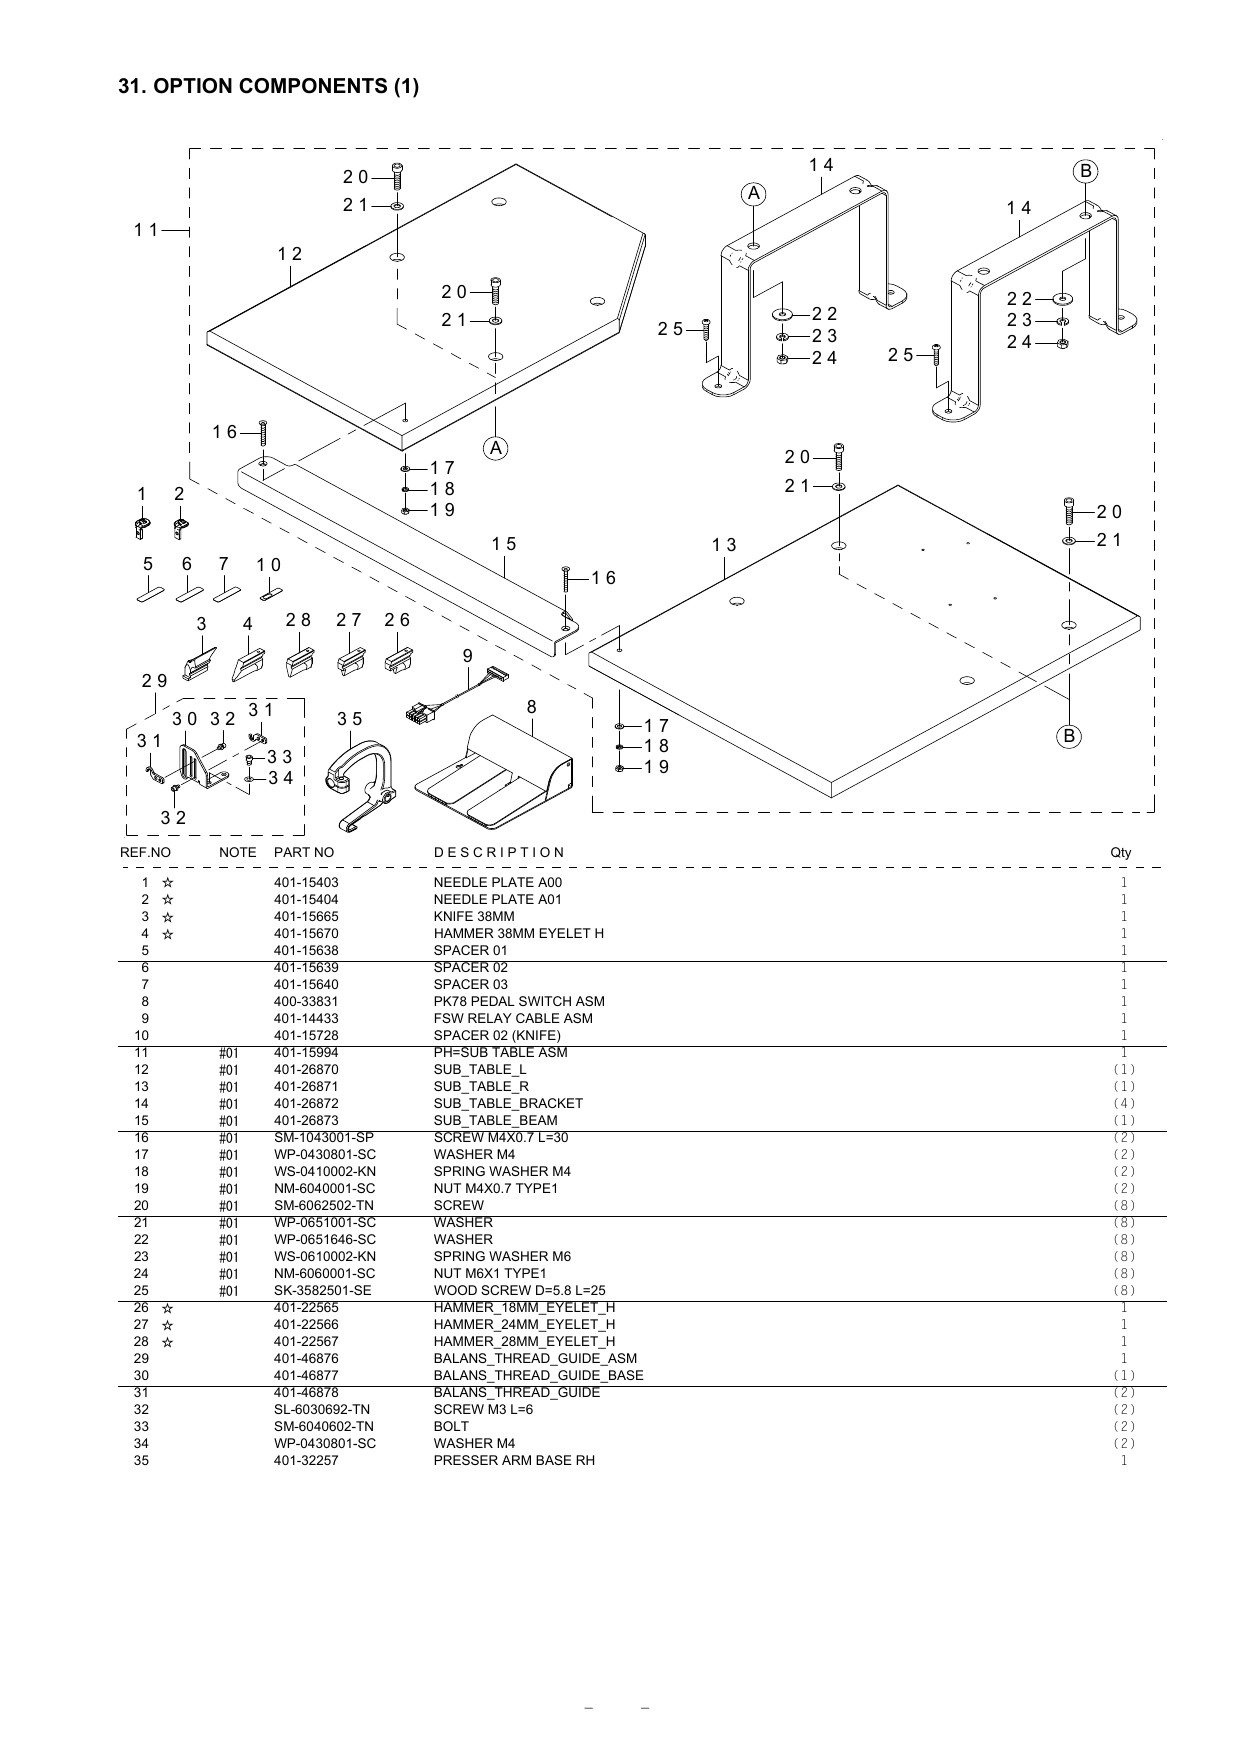 31. OPTION COMPONENTS (1)
20
14
B
A
21
14
11
12
20
22
22
21
23
25
23
24
24
25
16
A
20
17
21
18
1 2
19
20
15
13
21
5 6 7 10
16
3 4 28 27 26
9
29
8
31
30 32
35
17
31
B
18
33
19
34
32
REF.NO NOTE PART NO DESCRIPTION Qty
1 ☆ 401-15403 NEEDLE PLATE A00 1
2 ☆ 401-15404 NEEDLE PLATE A01 1
3 ☆ 401-15665 KNIFE 38MM 1
4 ☆ 401-15670 HAMMER 38MM EYELET H 1
5 401-15638 SPACER 01 1
6 401-15639 SPACER 02 1
7 401-15640 SPACER 03 1
8 400-33831 PK78 PEDAL SWITCH ASM 1
9 401-14433 FSW RELAY CABLE ASM 1
10 401-15728 SPACER 02 (KNIFE) 1
11 #01 401-15994 PH=SUB TABLE ASM 1
12 #01 401-26870 SUB_TABLE_L (1)
13 #01 401-26871 SUB_TABLE_R (1)
14 #01 401-26872 SUB_TABLE_BRACKET (4)
15 #01 401-26873 SUB_TABLE_BEAM (1)
16 #01 SM-1043001-SP SCREW M4X0.7 L=30 (2)
17 #01 WP-0430801-SC WASHER M4 (2)
18 #01 WS-0410002-KN SPRING WASHER M4 (2)
19 #01 NM-6040001-SC NUT M4X0.7 TYPE1 (2)
20 #01 SM-6062502-TN SCREW (8)
21 #01 WP-0651001-SC WASHER (8)
22 #01 WP-0651646-SC WASHER (8)
23 #01 WS-0610002-KN SPRING WASHER M6 (8)
24 #01 NM-6060001-SC NUT M6X1 TYPE1 (8)
25 #01 SK-3582501-SE WOOD SCREW D=5.8 L=25 (8)
26 ☆ 401-22565 HAMMER_18MM_EYELET_H 1
27 ☆ 401-22566 HAMMER_24MM_EYELET_H 1
28 ☆ 401-22567 HAMMER_28MM_EYELET_H 1
29 401-46876 BALANS_THREAD_GUIDE_ASM 1
30 401-46877 BALANS_THREAD_GUIDE_BASE (1)
31 401-46878 BALANS_THREAD_GUIDE (2)
32 SL-6030692-TN SCREW M3 L=6 (2)
33 SM-6040602-TN BOLT (2)
34 WP-0430801-SC WASHER M4 (2)
35 401-32257 PRESSER ARM BASE RH 1
– –